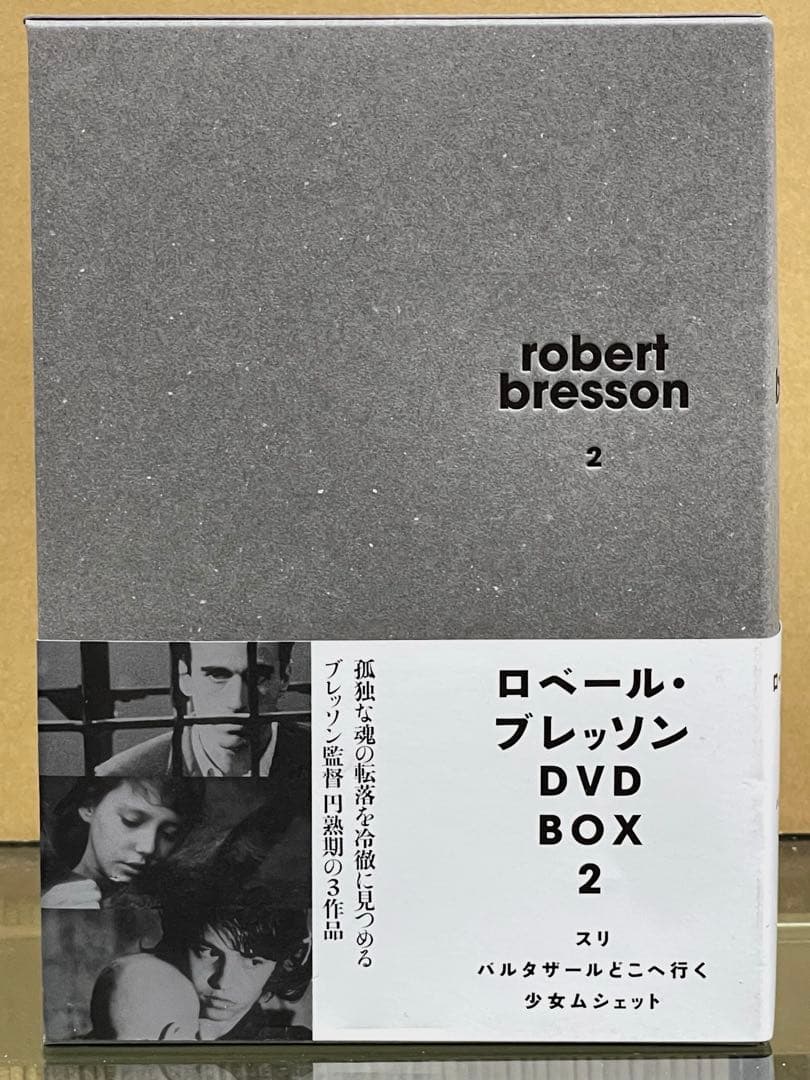 robert
bresson
2
ロベール・
ブレッソン
DVD
BOX
2
スリ
バルタザールどこへ行く
少女ムシェット
孤独な魂の転落を冷徹に見つめる
ブレッソン監督 円熟期の3作品